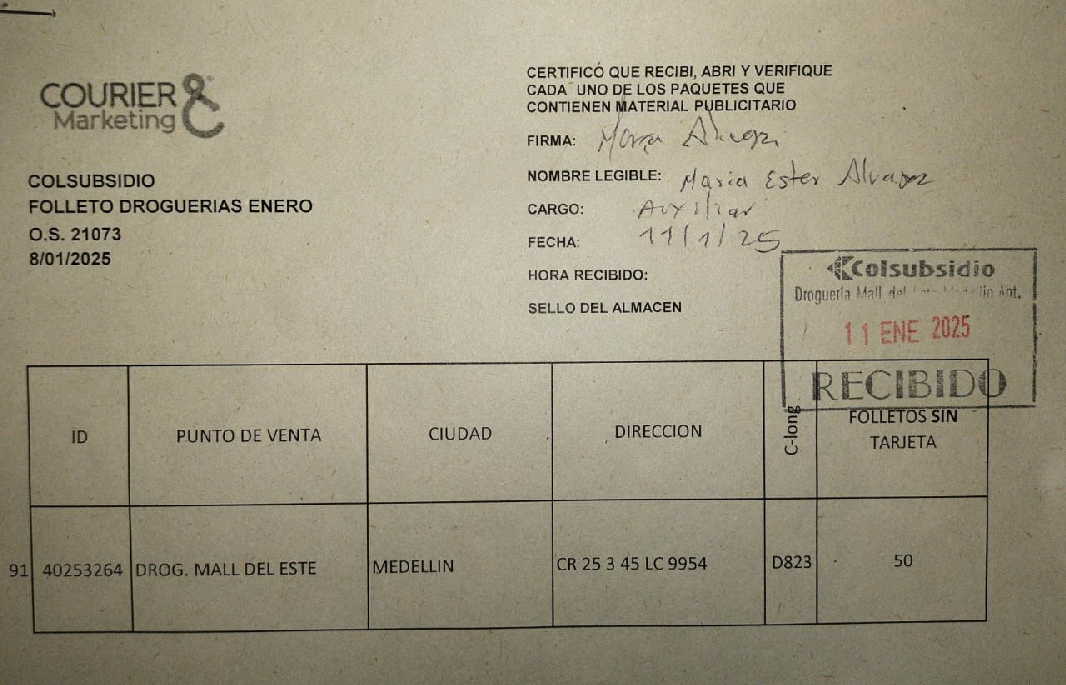 COURIER &
Marketing
COLSUBSIDIO
FOLLETO DROGUERIAS ENERO
O.S. 21073
8/01/2025
CERTIFICÓ QUE RECIBI, ABRI Y VERIFIQUE
CADA UNO DE LOS PAQUETES QUE
CONTIENEN MATERIAL PUBLICITARIO
FIRMA:
NOMBRE LEGIBLE: Maria Ester Alvarez
CARGO: Auxiliar
FECHA: 11/1/25
HORA RECIBIDO:
SELLO DEL ALMACEN
Colsubsidio
Droguería Mall del Ant.
11 ENE 2025
RECIBIDO
ID PUNTO DE VENTA CIUDAD DIRECCION C-long FOLLETOS SIN
TARJETA
91 40253264 DROG. MALL DEL ESTE MEDELLIN CR 25 3 45 LC 9954 D823 50